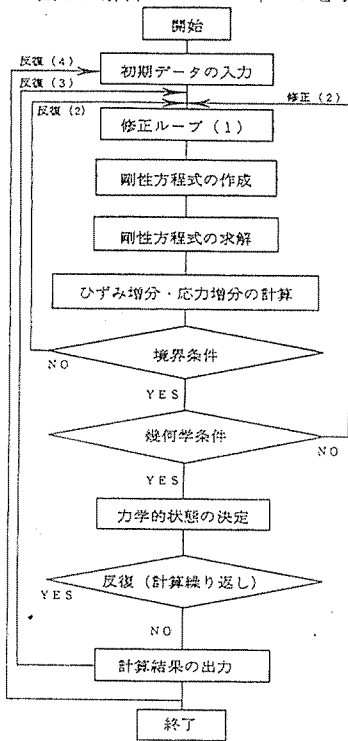 開始
反復(4)
初期データの入力
反復(3)
反復(2)
修正(2)
修正ループ(1)
剛性方程式の作成
剛性方程式の求解
ひずみ増分・応力増分の計算
境界条件
NO
YES
幾何学条件
NO
YES
力学的状態の決定
反復(計算繰り返し)
YES
NO
計算結果の出力
終了